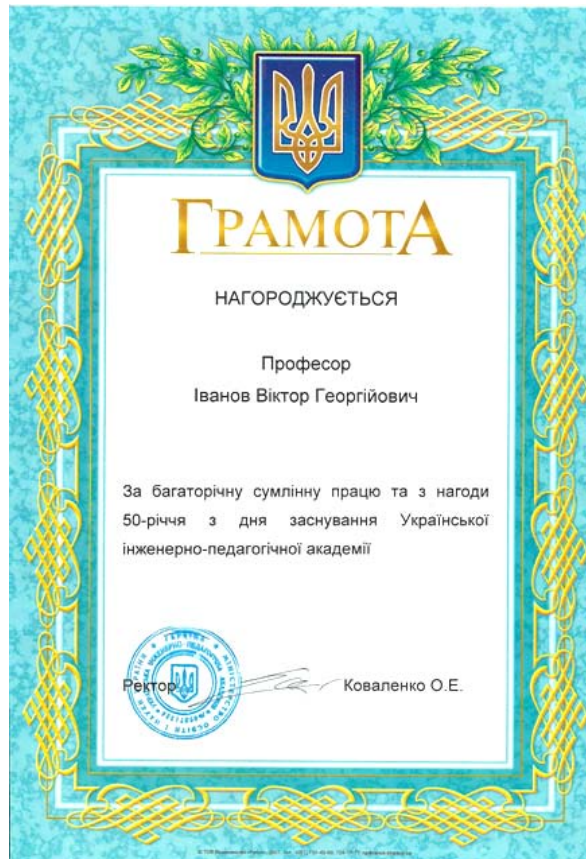 ГРАМОТА
НАГОРОДЖУЄТЬСЯ
Професор
Іванов Віктор Георгійович
За багаторічну сумлінну працю та з нагоди
50-річчя з дня заснування Української
інженерно-педагогічної академії
Ректор Коваленко О.Е.